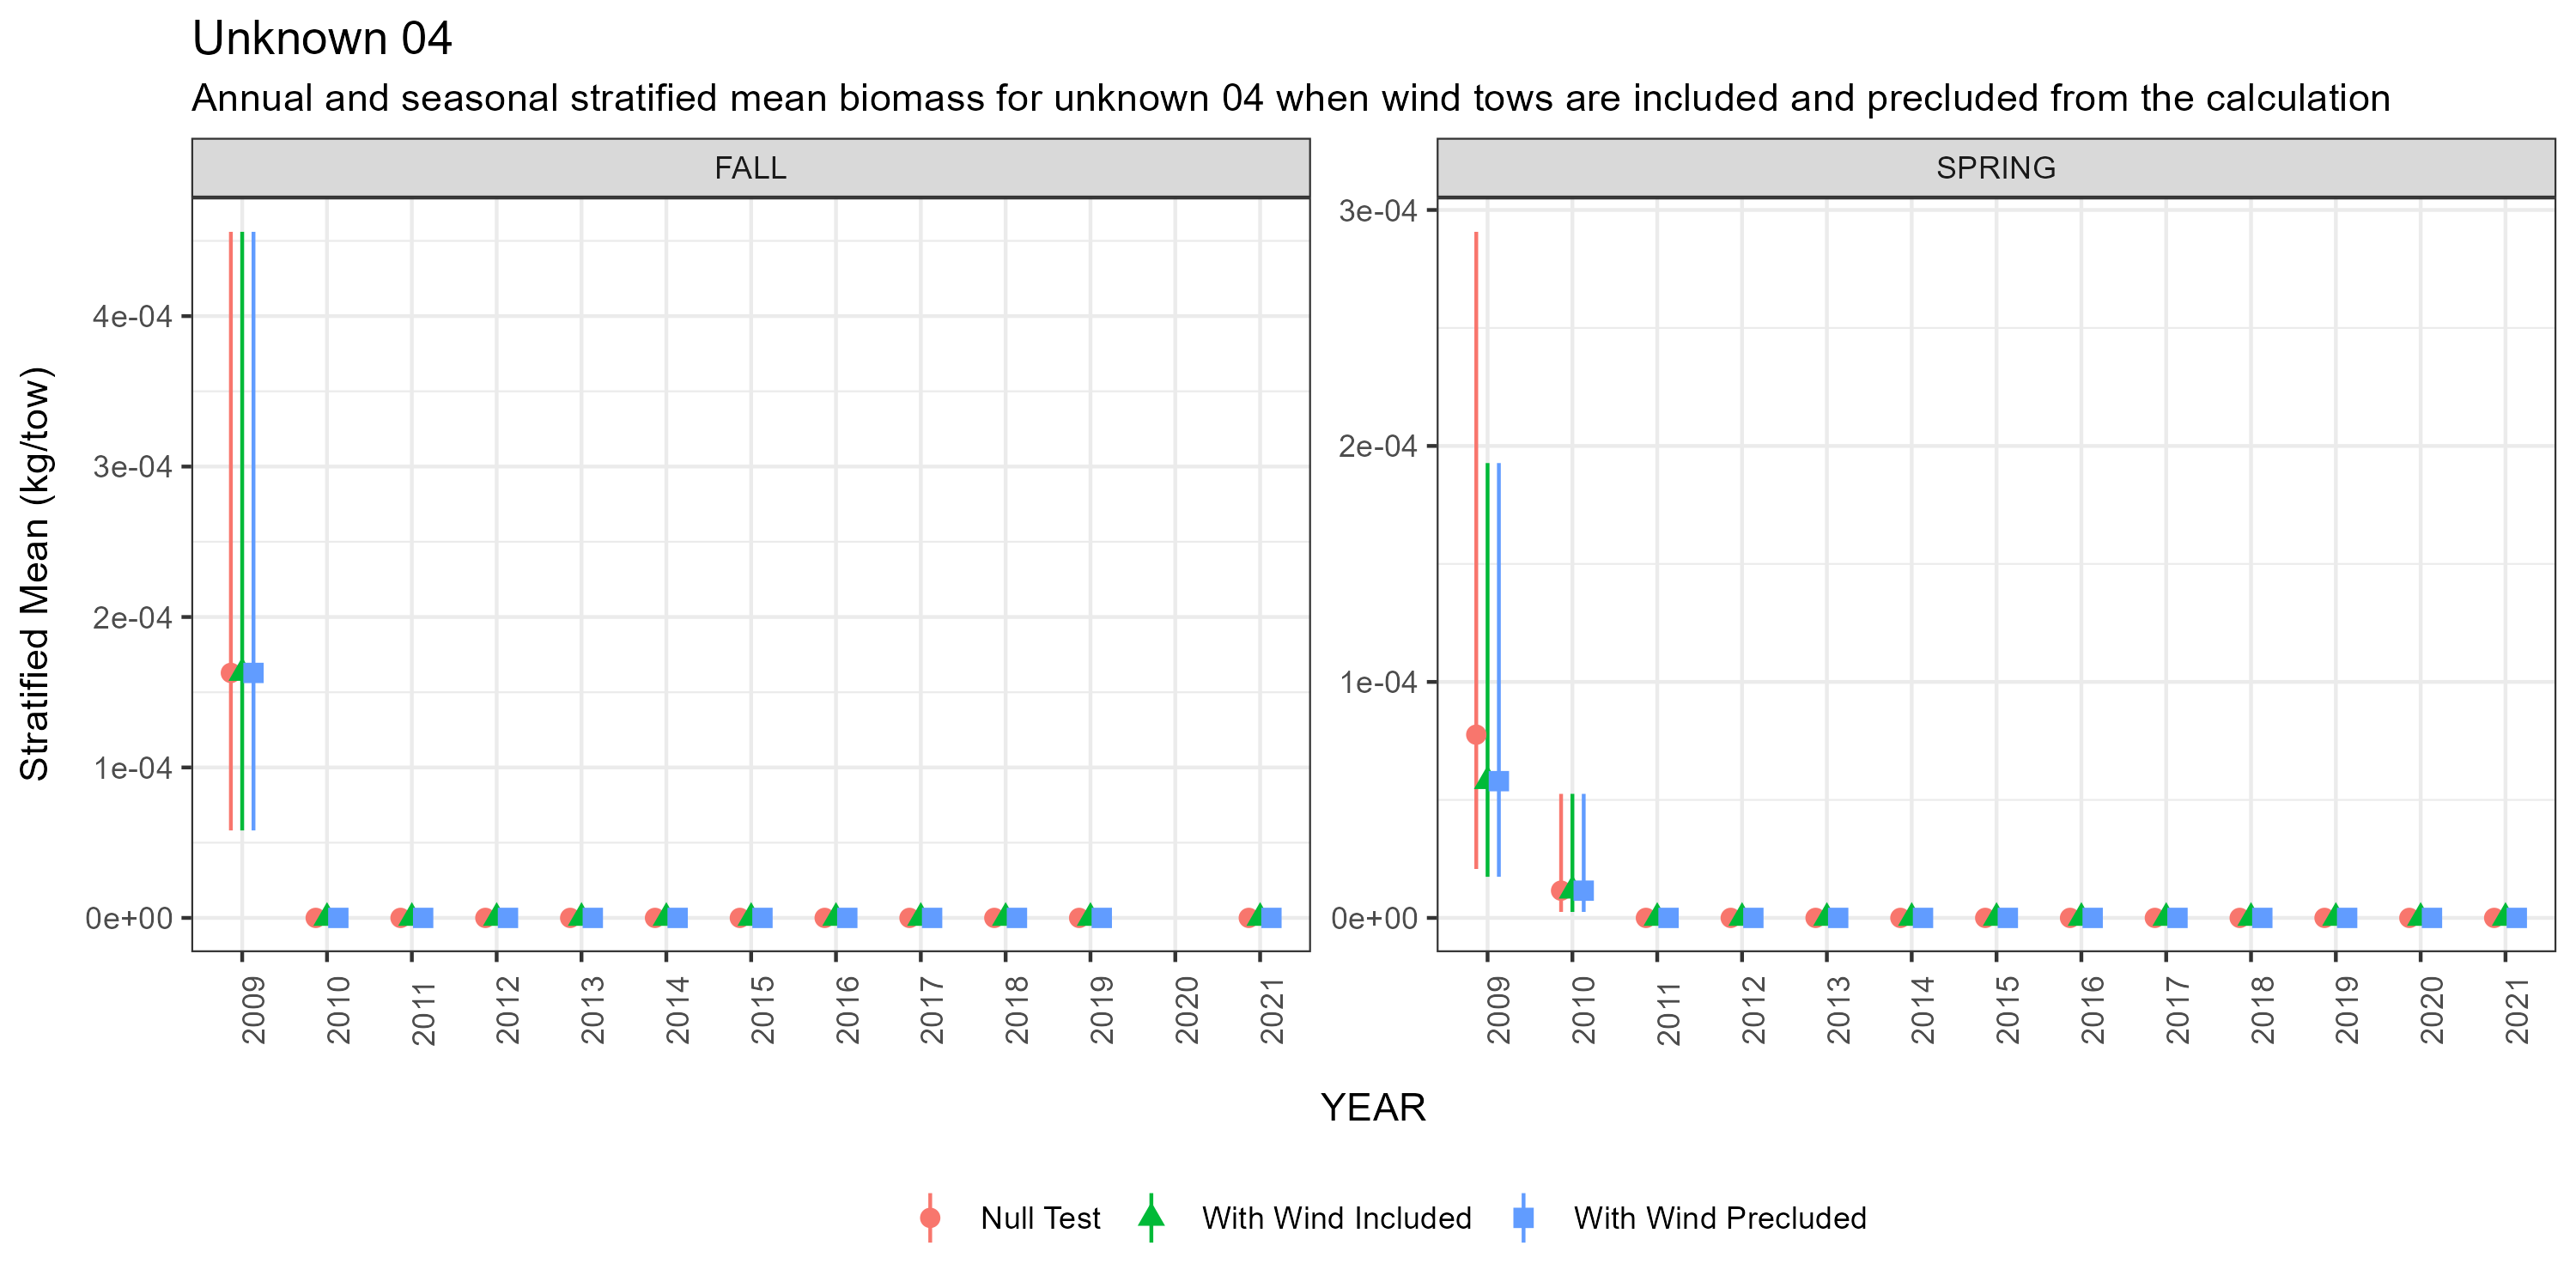 Unknown 04
Annual and seasonal stratified mean biomass for unknown 04 when wind tows are included and precluded from the calculation
FALL
SPRING
Stratified Mean (kg/tow)
4e-04
3e-04
2e-04
1e-04
0e+00
3e-04
2e-04
1e-04
0e+00
2009 2010 2011 2012 2013 2014 2015 2016 2017 2018 2019 2020 2021
2009 2010 2011 2012 2013 2014 2015 2016 2017 2018 2019 2020 2021
YEAR
Null Test With Wind Included With Wind Precluded